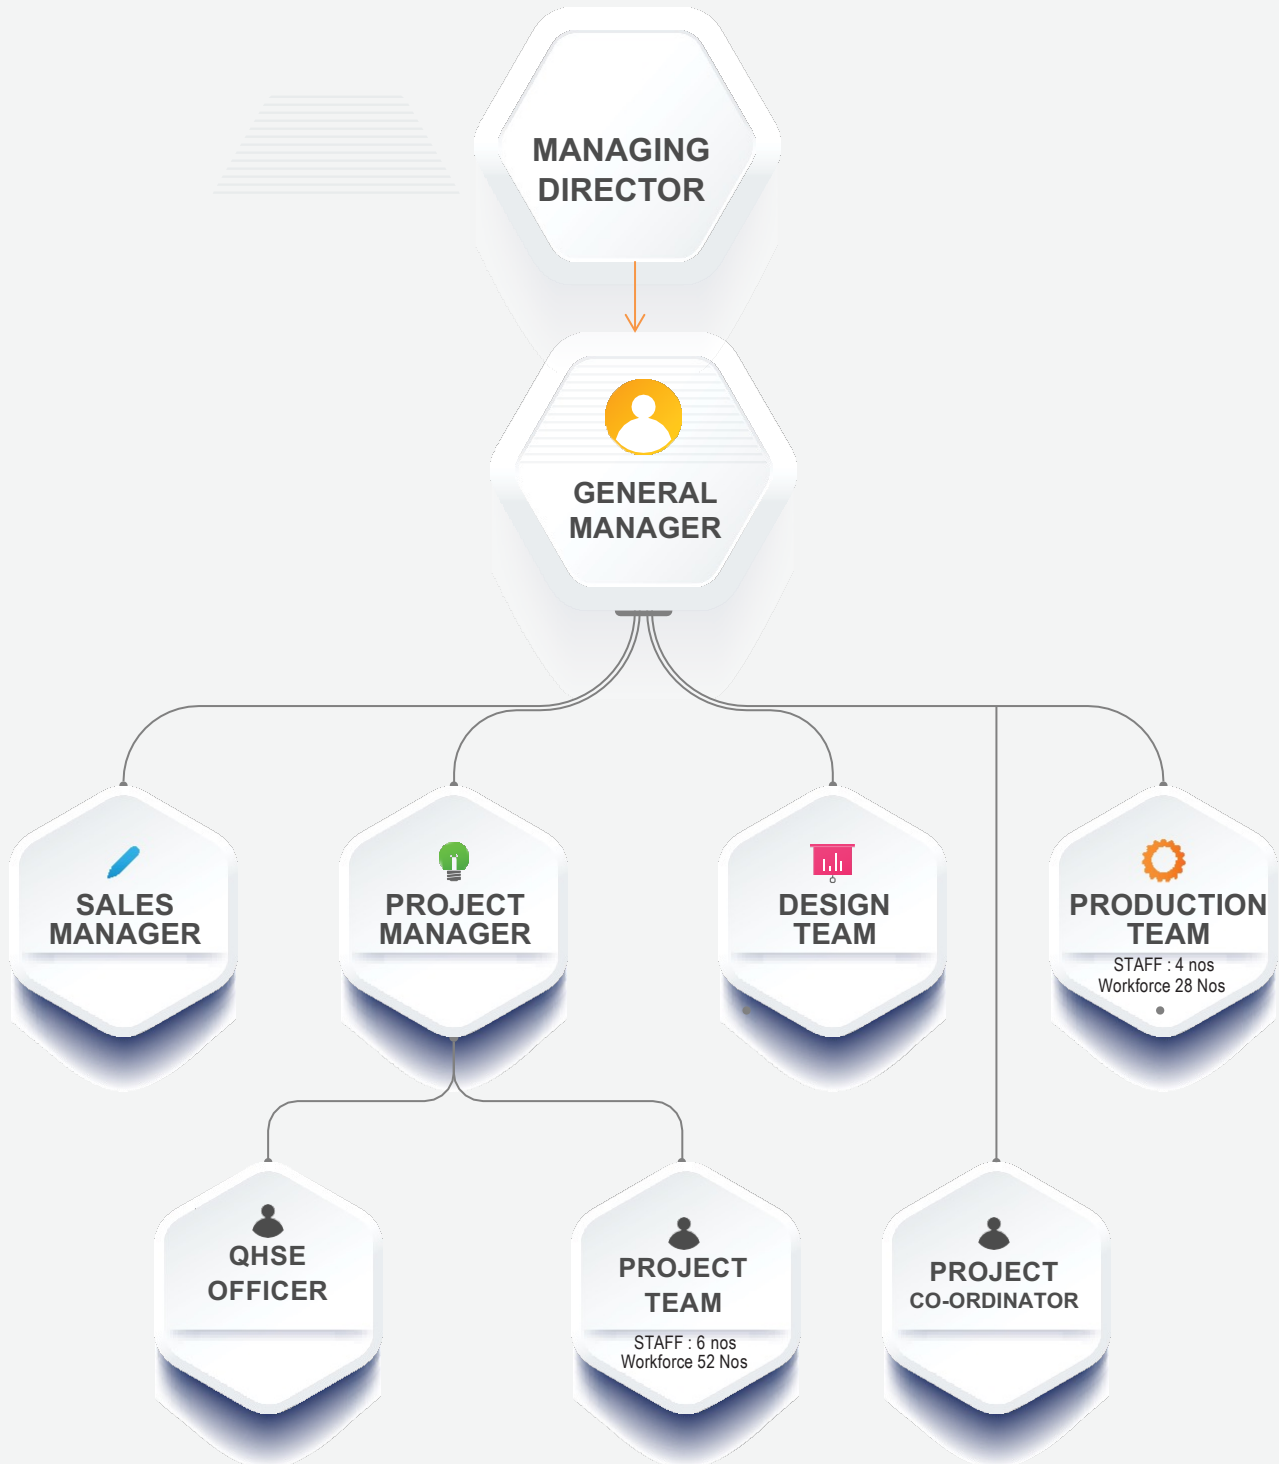 MANAGING
DIRECTOR
GENERAL
MANAGER
SALES
MANAGER
PROJECT
MANAGER
DESIGN
TEAM
PRODUCTION
TEAM
STAFF : 4 nos
Workforce 28 Nos
QHSE
OFFICER
PROJECT
TEAM
STAFF : 6 nos
Workforce 52 Nos
PROJECT
CO-ORDINATOR